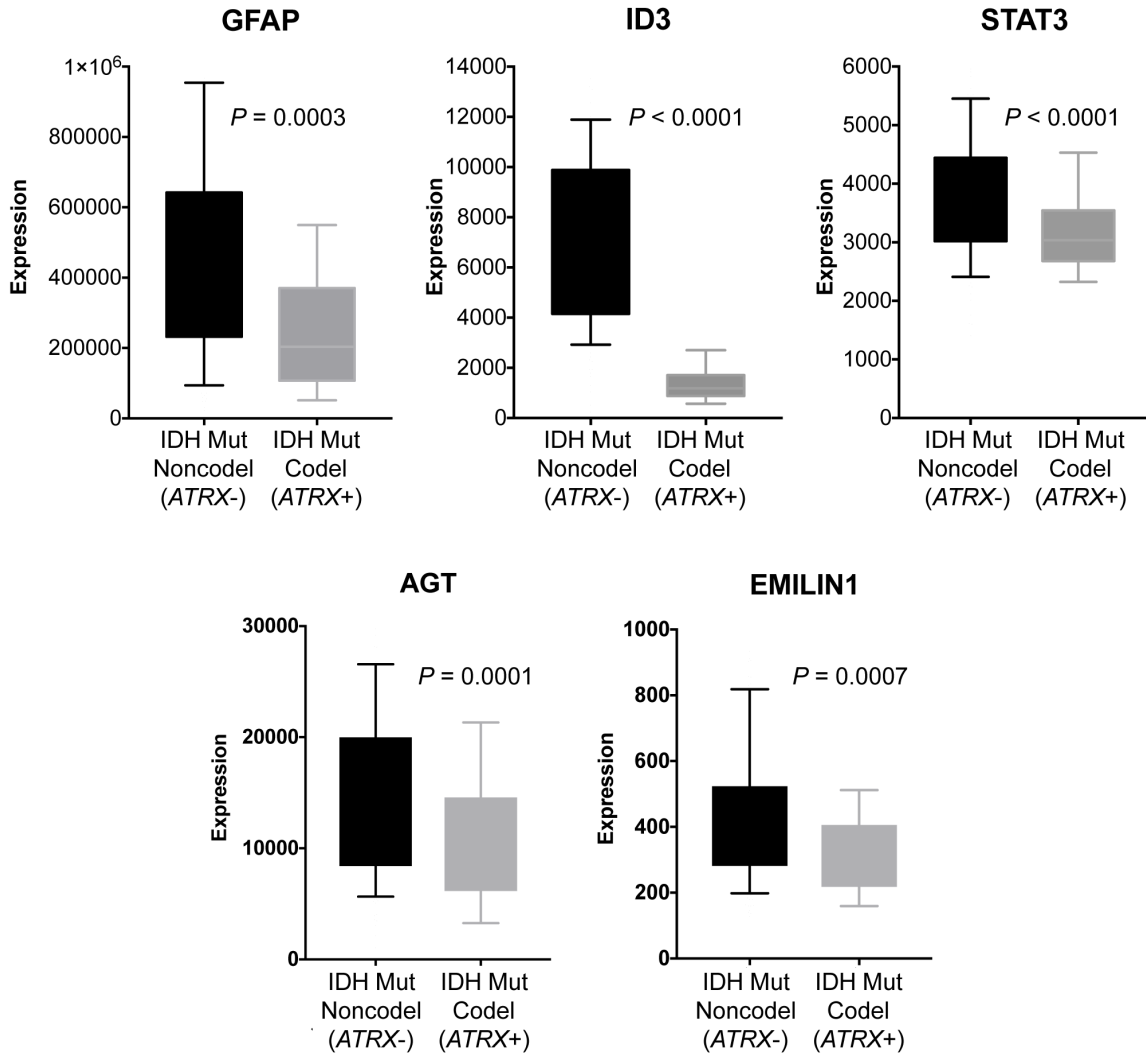 GFAP
1×10⁶
800000
600000
400000
200000
0
Expression
P = 0.0003
IDH Mut
Noncodel
(ATRX-)
IDH Mut
Codel
(ATRX+)
ID3
14000
12000
10000
8000
6000
4000
2000
0
Expression
P < 0.0001
IDH Mut
Noncodel
(ATRX-)
IDH Mut
Codel
(ATRX+)
STAT3
6000
5000
4000
3000
2000
1000
0
Expression
P < 0.0001
IDH Mut
Noncodel
(ATRX-)
IDH Mut
Codel
(ATRX+)
AGT
30000
20000
10000
0
Expression
P = 0.0001
IDH Mut
Noncodel
(ATRX-)
IDH Mut
Codel
(ATRX+)
EMILIN1
1000
800
600
400
200
0
Expression
P = 0.0007
IDH Mut
Noncodel
(ATRX-)
IDH Mut
Codel
(ATRX+)